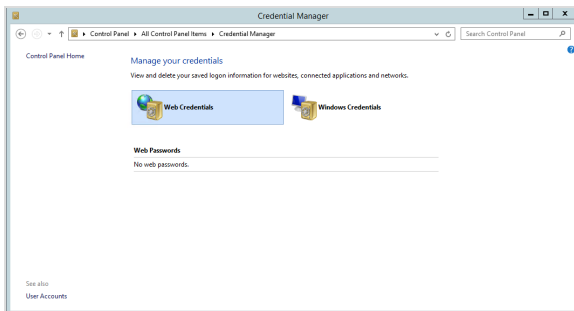 Credential Manager
Control Panel ▸ All Control Panel Items ▸ Credential Manager
Search Control Panel
Control Panel Home
Manage your credentials
View and delete your saved logon information for websites, connected applications and networks.
Web Credentials
Windows Credentials
Web Passwords
No web passwords.
See also
User Accounts